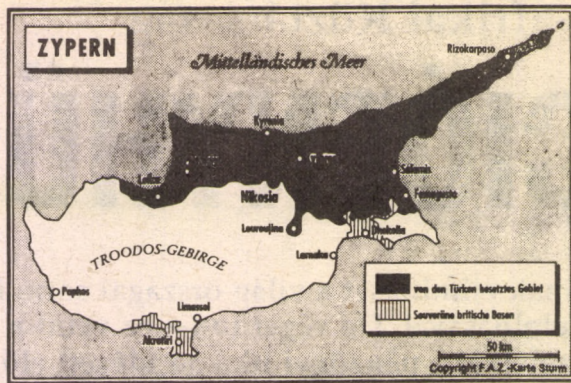 ZYPERN
Mittelländisches Meer
Rizokarpaso
Kyrenia
Salamis
Lefka
Famagusta
Nikosia
Louroujina
Dhekelia
TROODOS-GEBIRGE
Larnaka
von den Türken besetztes Gebiet
Paphos
Limassol
Souveräne britische Basen
Akrotiri
50 km
Copyright F.A.Z.-Karte Sturm